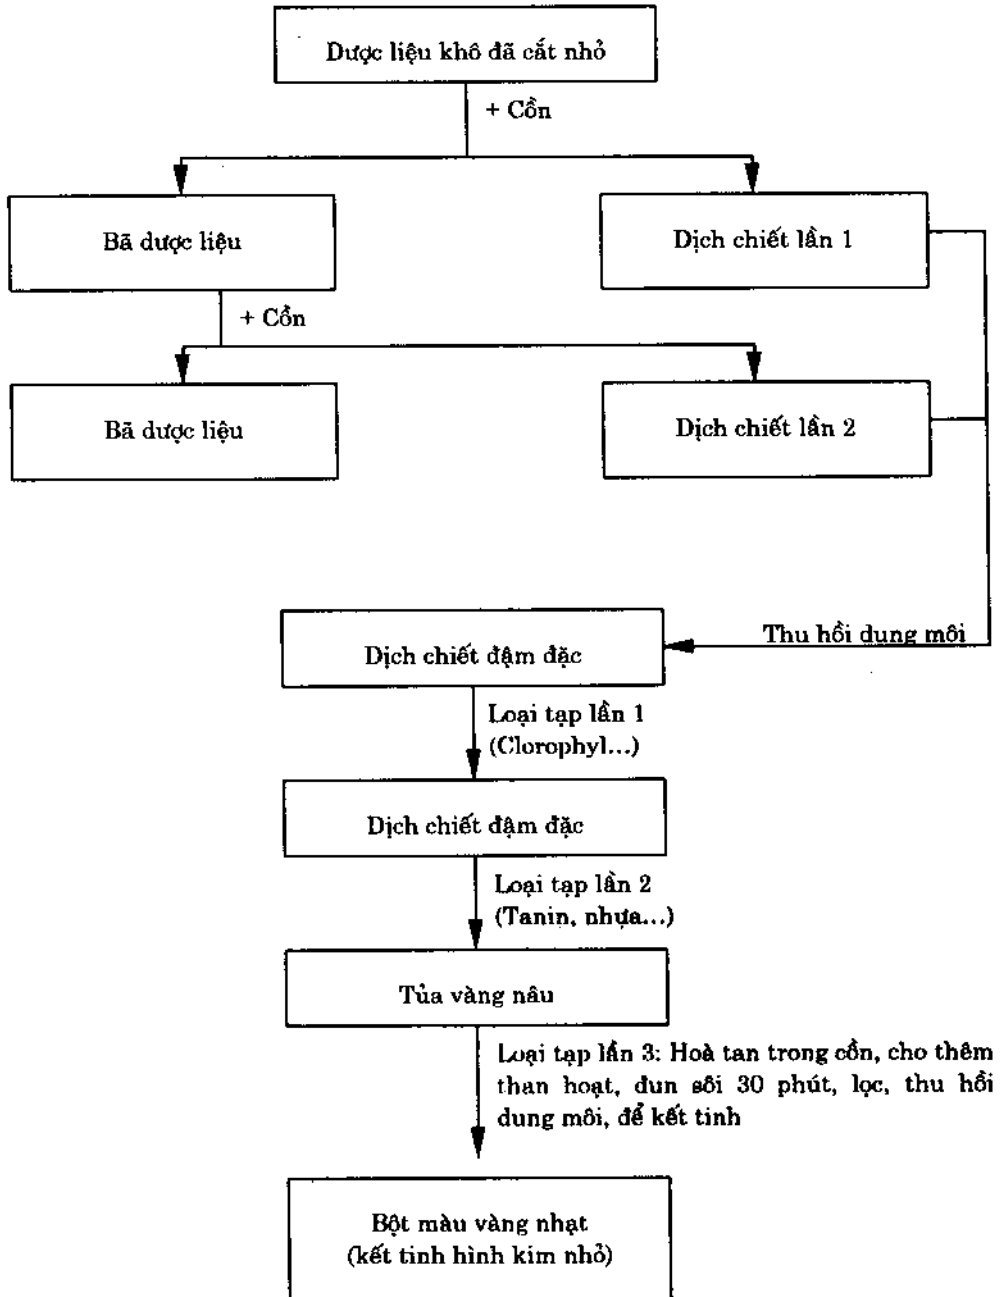 Dược liệu khô đã cắt nhỏ
+ Cồn
Bã dược liệu
Dịch chiết lần 1
+ Cồn
Bã dược liệu
Dịch chiết lần 2
Thu hồi dung môi
Dịch chiết đậm đặc
Loại tạp lần 1
(Clorophyl...)
Dịch chiết đậm đặc
Loại tạp lần 2
(Tanin, nhựa...)
Tủa vàng nâu
Loại tạp lần 3: Hoà tan trong cồn, cho thêm
than hoạt, đun sôi 30 phút, lọc, thu hồi
dung môi, để kết tinh
Bột màu vàng nhạt
(kết tinh hình kim nhỏ)